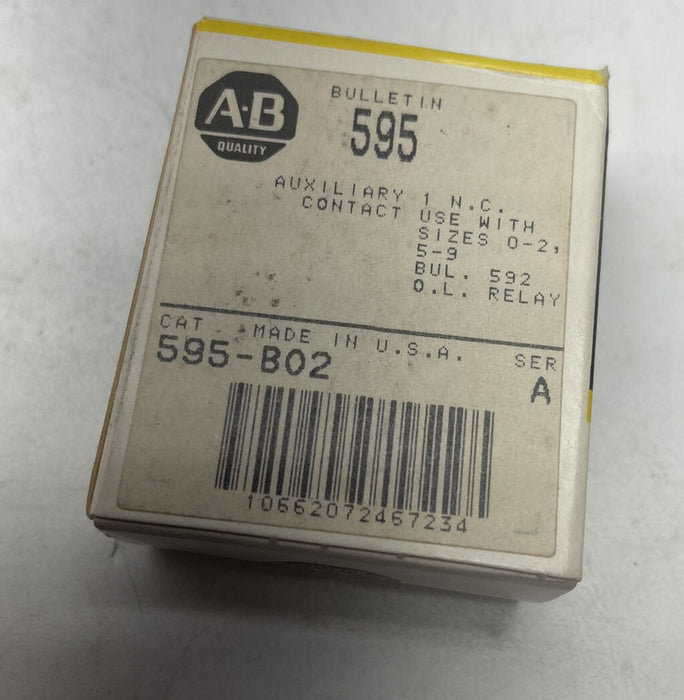 A·B
QUALITY
BULLETIN
595
AUXILIARY 1 N.C.
CONTACT USE WITH
SIZES 0-2,
5-9
BUL. 592
O.L. RELAY
CAT. MADE IN U.S.A. SER
595-B02 A
10662072467234